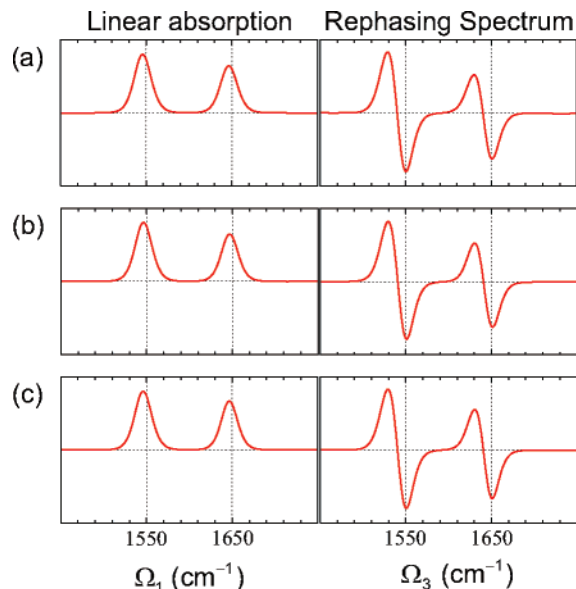 Linear absorption Rephasing Spectrum
(a)
(b)
(c)
1550 1650 1550 1650
Ω₁ (cm⁻¹) Ω₃ (cm⁻¹)